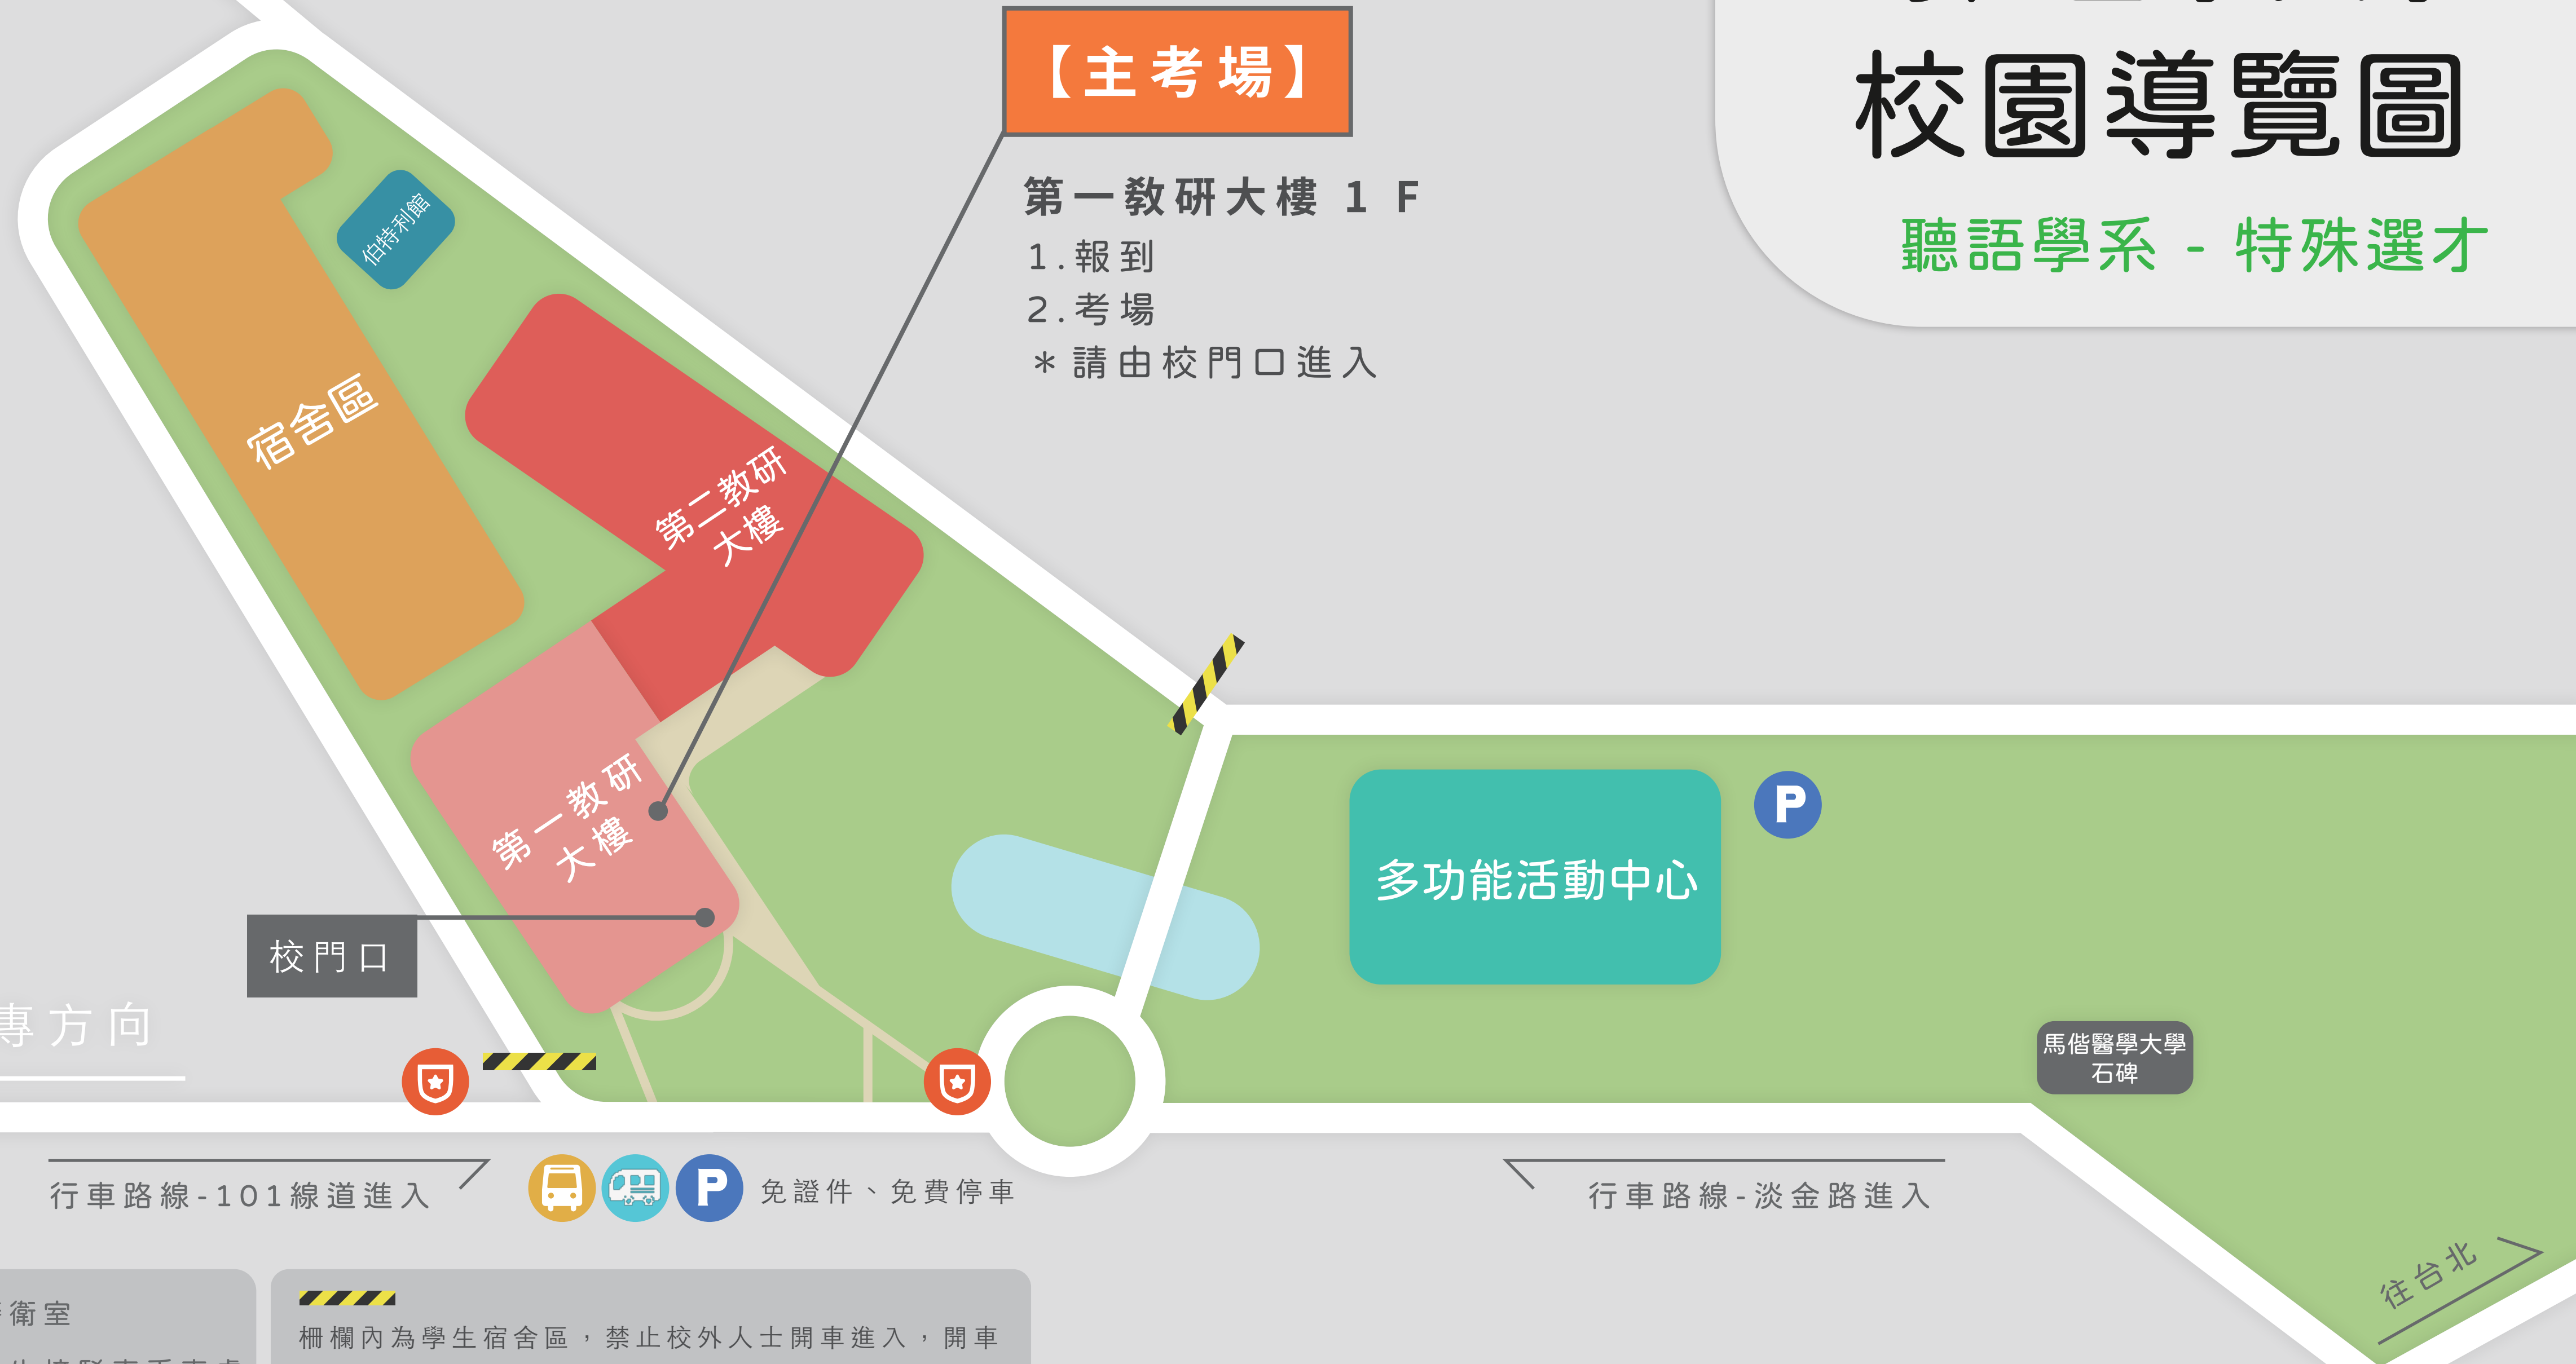 校園導覽圖
聽語學系 - 特殊選才
【主考場】
第一教研大樓 1 F
1.報到
2.考場
＊請由校門口進入
伯特利館
宿舍區
第二教研
大樓
第一教研
大樓
校門口
多功能活動中心
P
馬偕醫學大學
石碑
專方向
行車路線-101線道進入
P
免證件、免費停車
行車路線-淡金路進入
往台北
衛室
柵欄內為學生宿舍區，禁止校外人士開車進入，開車